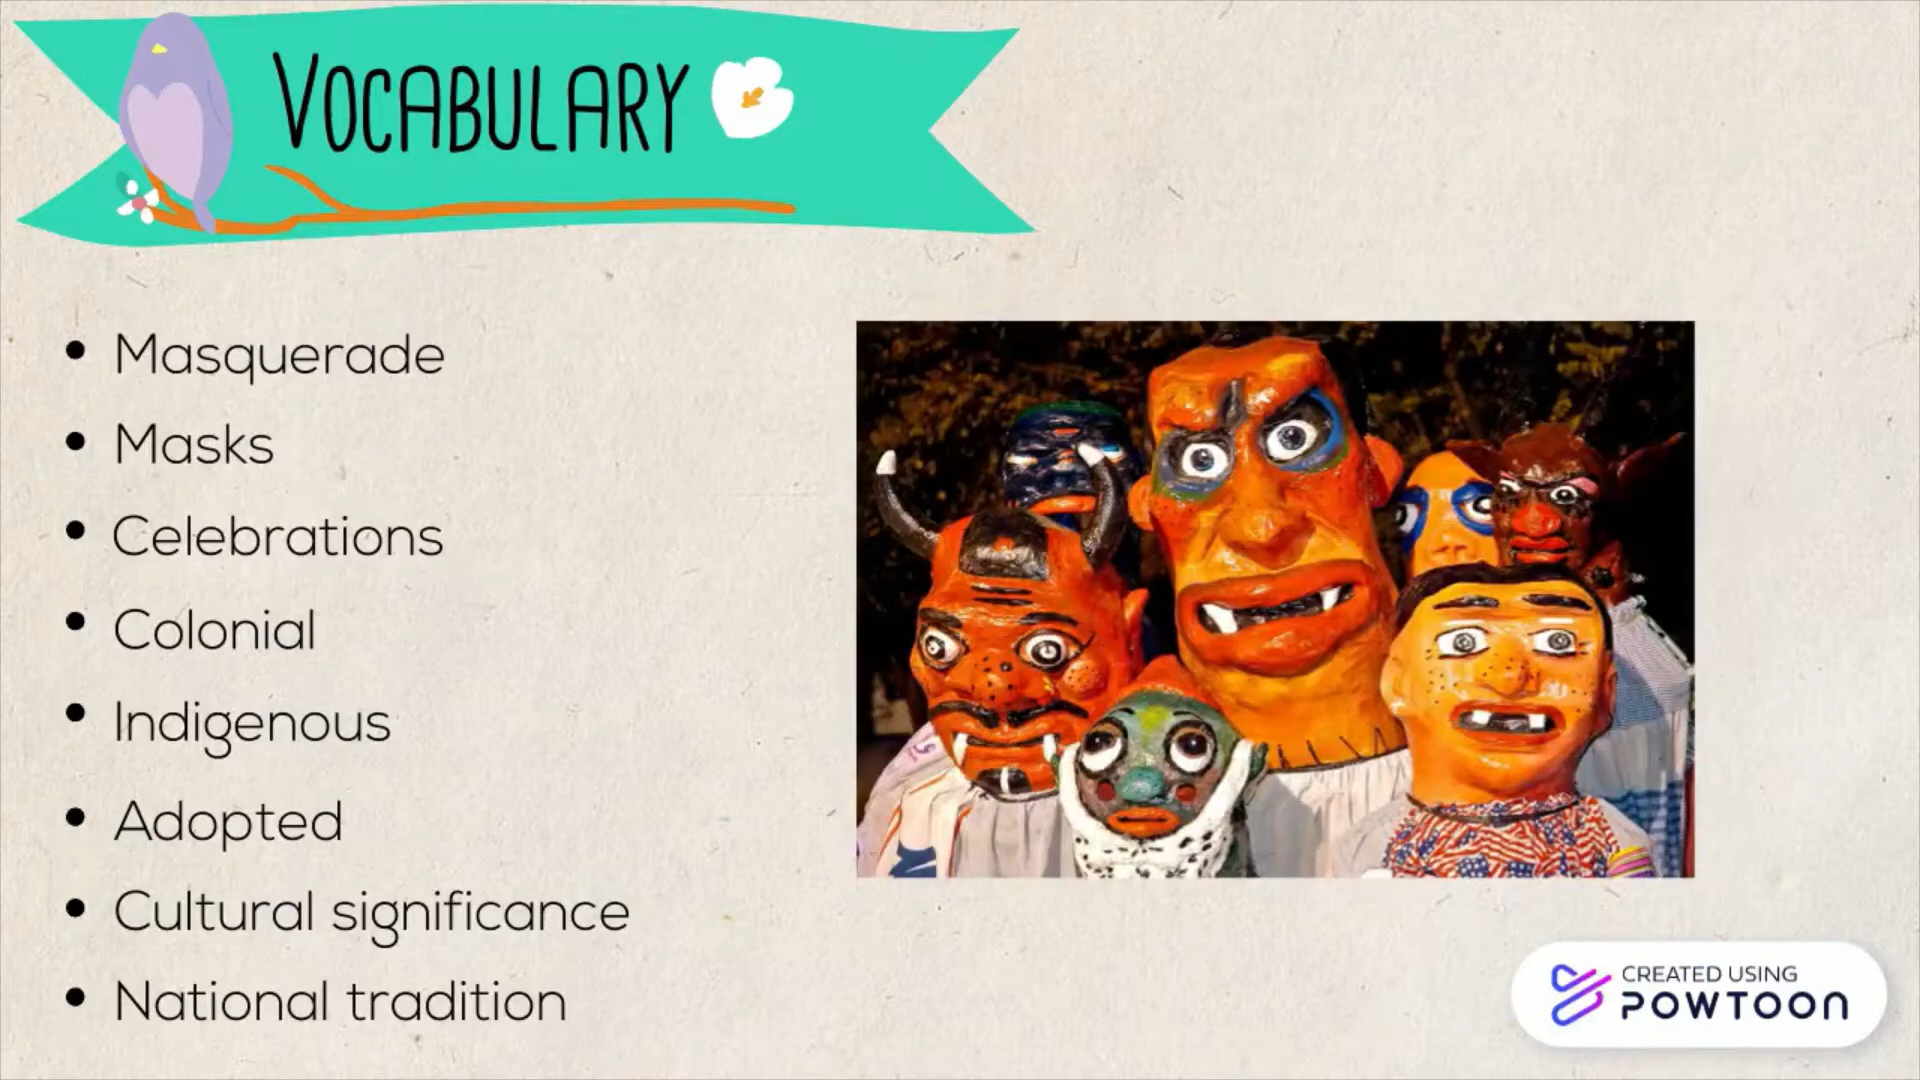 VOCABULARY
Masquerade
Masks
Celebrations
Colonial
Indigenous
Adopted
Cultural significance
National tradition
CREATED USING
POWTOON